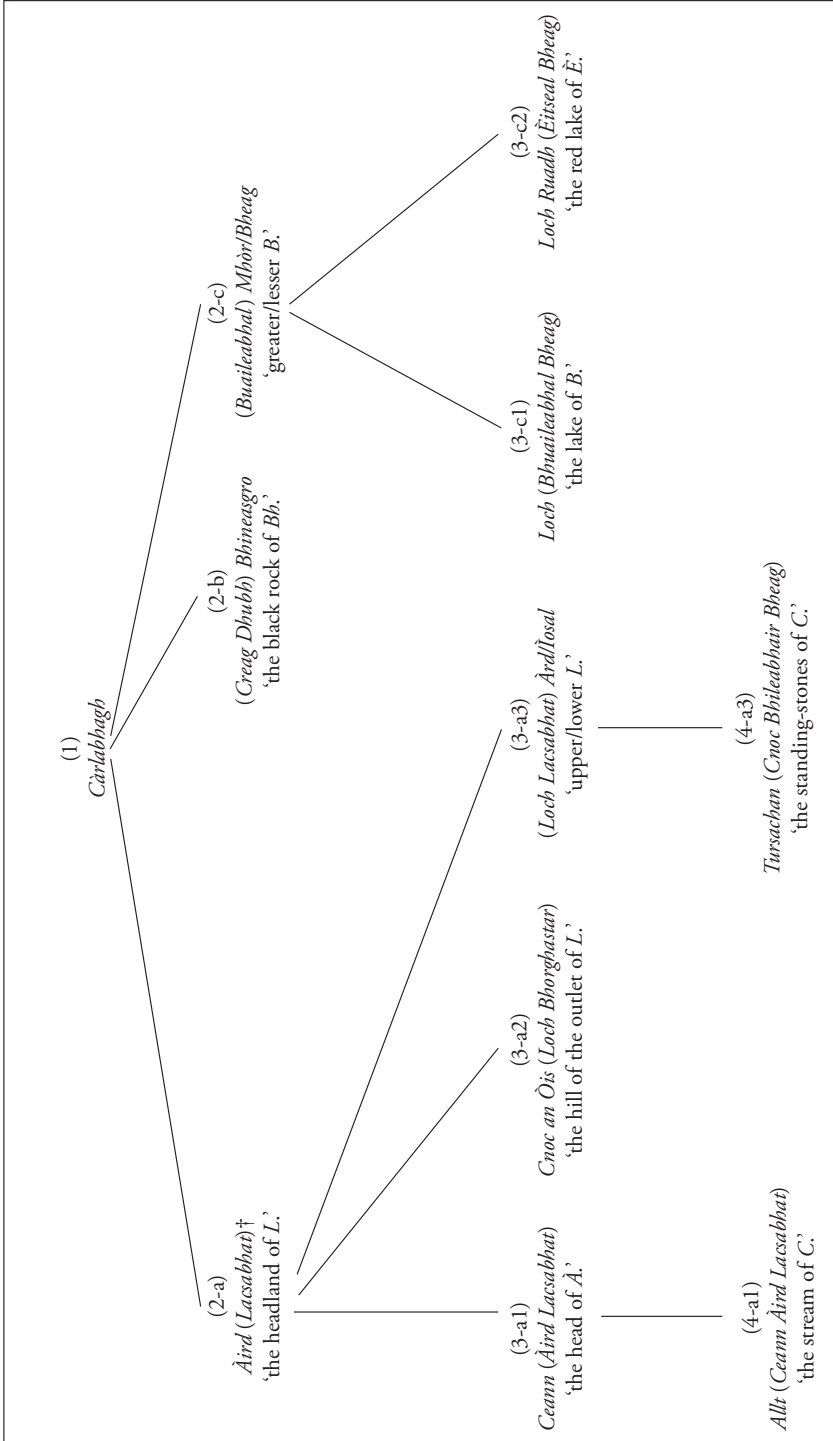 (1)
Càrlabhagh
(2-a)
Àird (Lacsabhat)†
‘the headland of L.’
(2-b)
(Creag Dhubh) Bhineasgro
‘the black rock of Bh.’
(2-c)
(Buaileabhal) Mhòr/Bheag
‘greater/lesser B.’
(3-a1)
Ceann (Àird Lacsabhat)
‘the head of À.’
(3-a2)
Cnoc an Òis (Loch Bhorghastar)
‘the hill of the outlet of L.’
(3-a3)
(Loch Lacsabhat) Àrd/Ìosal
‘upper/lower L.’
(3-c1)
Loch (Bhuaileabhal Bheag)
‘the lake of B.’
(3-c2)
Loch Ruadh (Èitseal Bheag)
‘the red lake of È.’
(4-a1)
Allt (Ceann Àird Lacsabhat)
‘the stream of C.’
(4-a3)
Tursachan (Cnoc Bhileabhair Bheag)
‘the standing-stones of C.’